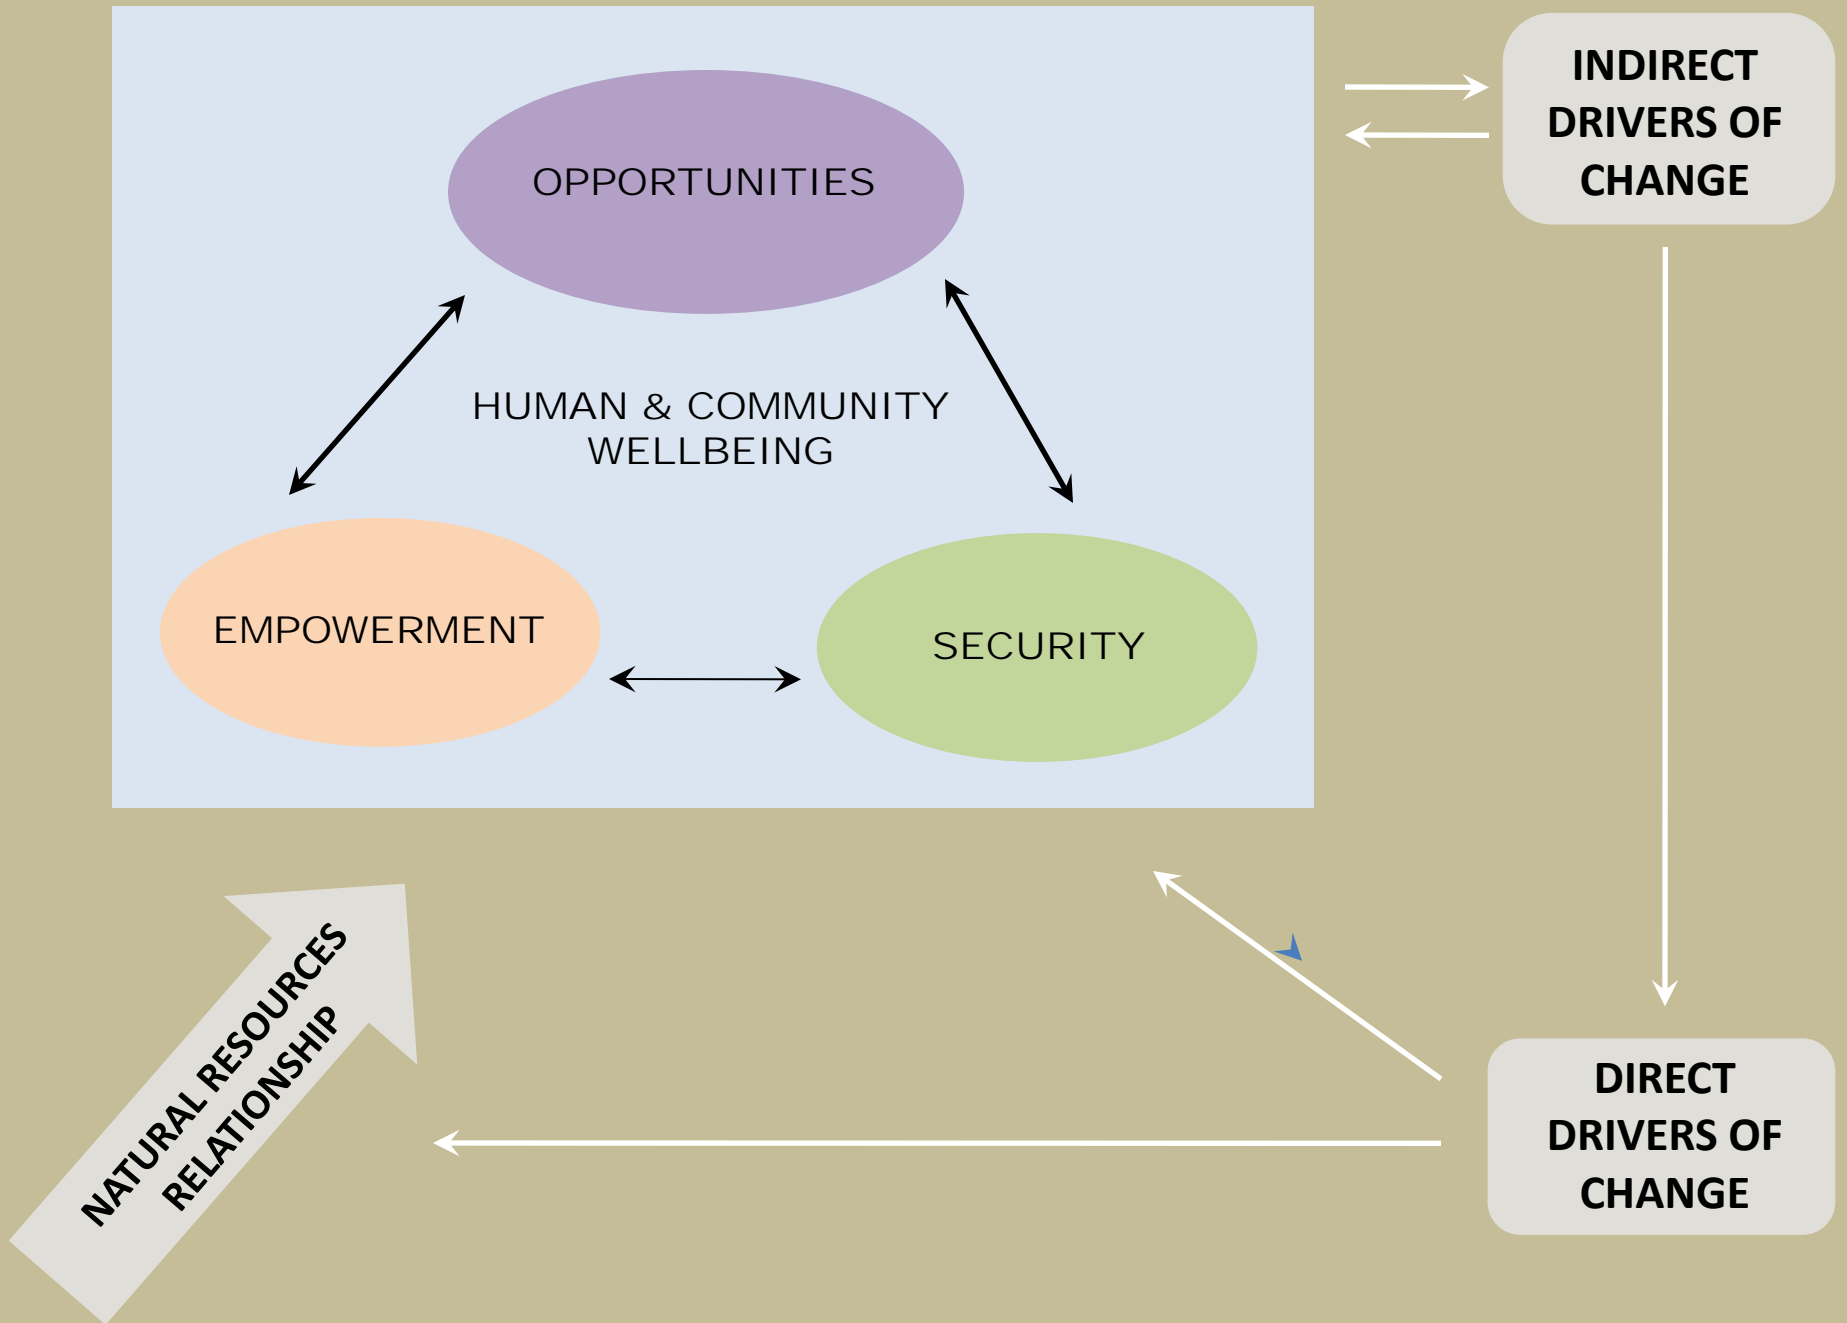 OPPORTUNITIES
HUMAN & COMMUNITY
WELLBEING
EMPOWERMENT
SECURITY
INDIRECT
DRIVERS OF
CHANGE
NATURAL RESOURCES
RELATIONSHIP
DIRECT
DRIVERS OF
CHANGE